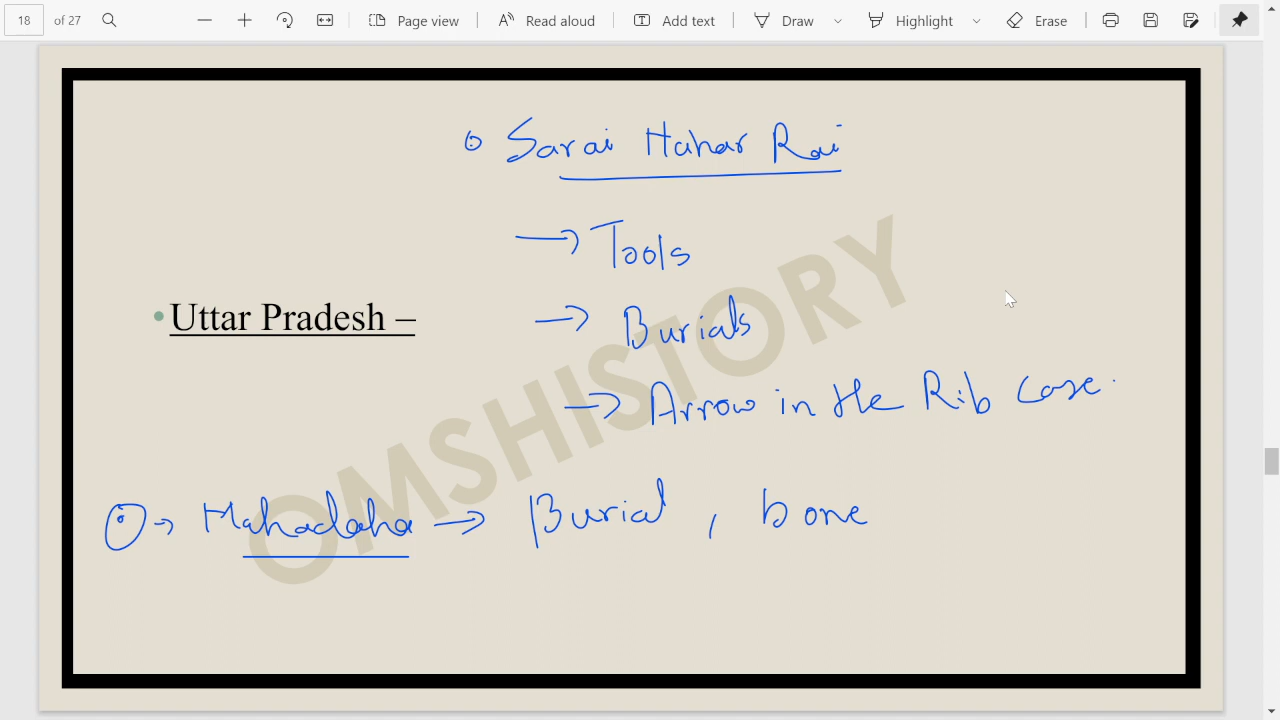 18 of 27 Page view Read aloud Add text Draw Highlight Erase
Sarai Hahar Rai
→ Tools
• Uttar Pradesh –
→ Burials
→ Arrow in the Rib Case.
→ Mahadaha → Burial, bone
OMSHISTORY